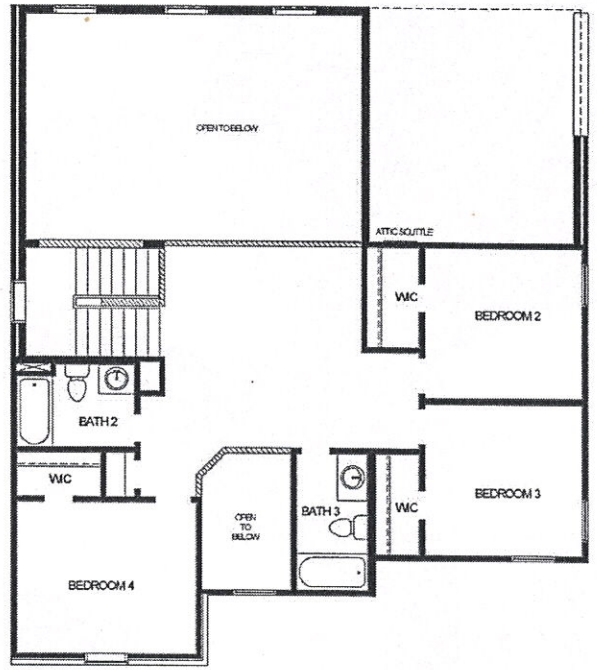 OPEN TO BELOW
ATTIC SCUTTLE
WIC
BEDROOM 2
BATH 2
WIC
BEDROOM 3
WIC
BATH 3
OPEN
TO
BELOW
BEDROOM 4